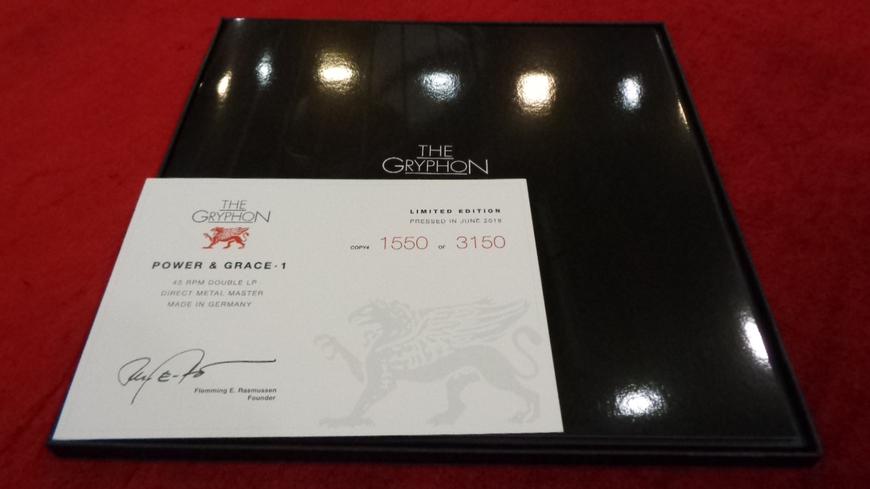 THE
GRYPHON
THE
GRYPHON
POWER & GRACE - 1
45 RPM DOUBLE LP
DIRECT METAL MASTER
MADE IN GERMANY
Flemming E. Rasmussen
Founder
LIMITED EDITION
PRESSED IN JUNE 2018
COPY# 1550 OF 3150